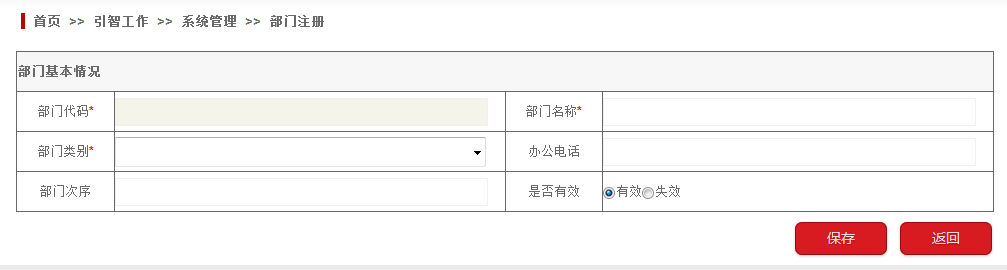 首页 >> 引智工作 >> 系统管理 >> 部门注册
部门基本情况
部门代码* 部门名称*
部门类别* 办公电话
部门次序 是否有效 有效 失效
保存 返回